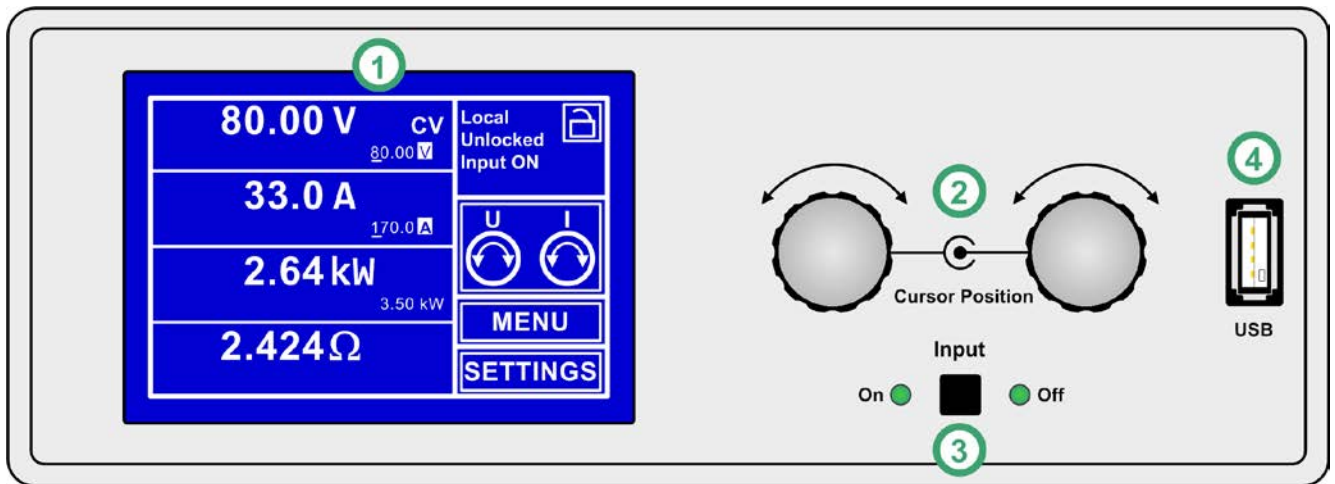 1
80.00 V CV
80.00 V
33.0 A
170.0 A
2.64 kW
3.50 kW
2.424Ω
Local
Unlocked
Input ON
U I
MENU
SETTINGS
2
Cursor Position
Input
On Off
3
4
USB